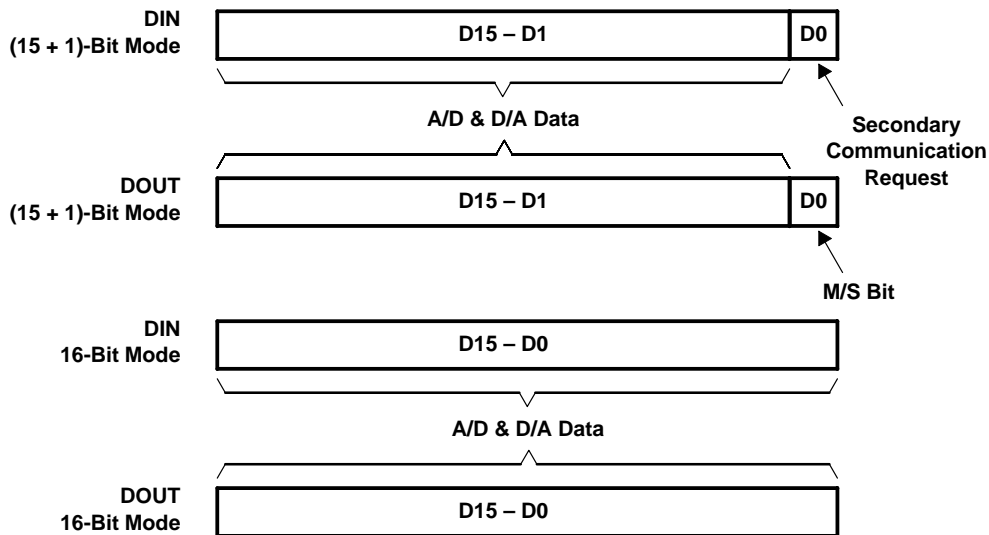 DIN
(15 + 1)-Bit Mode
D15 – D1
D0
A/D & D/A Data
Secondary
Communication
Request
DOUT
(15 + 1)-Bit Mode
D15 – D1
D0
M/S Bit
DIN
16-Bit Mode
D15 – D0
A/D & D/A Data
DOUT
16-Bit Mode
D15 – D0